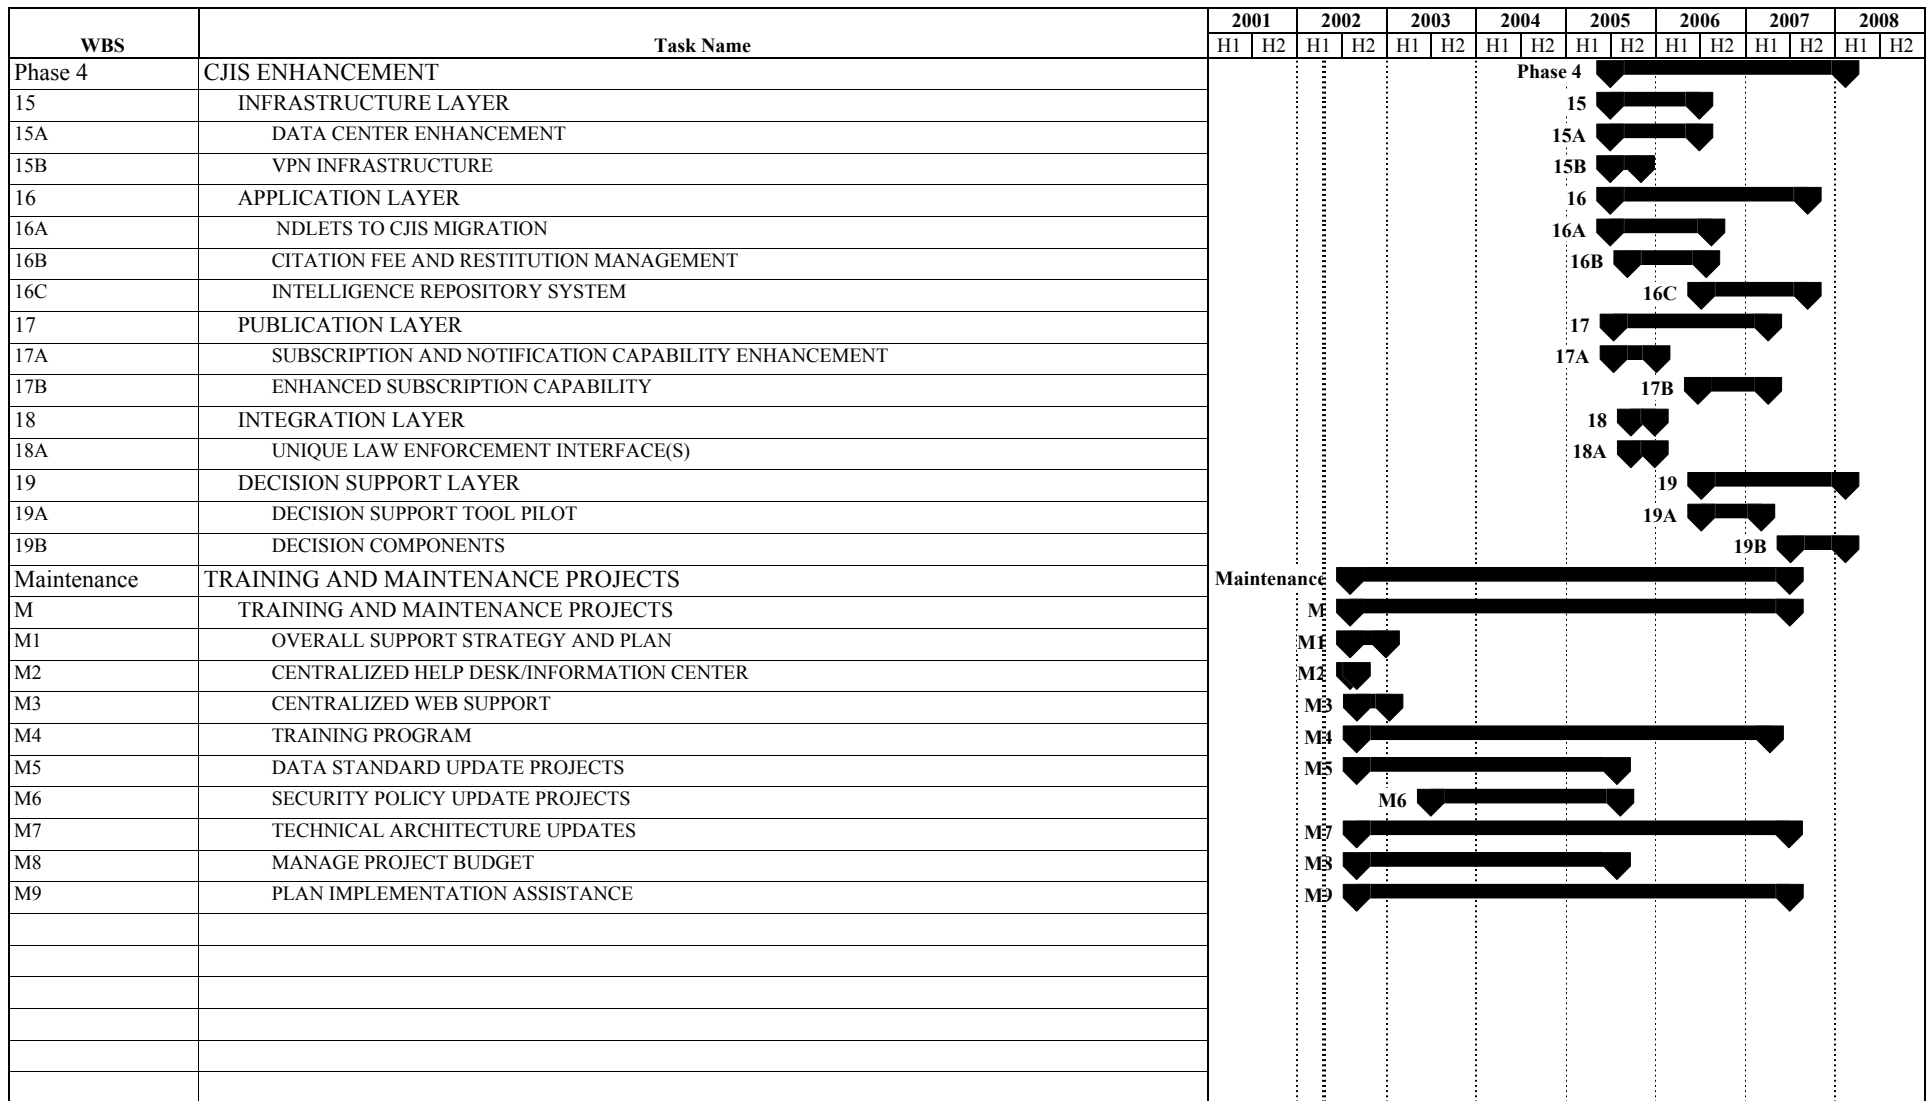 2001 2002 2003 2004 2005 2006 2007 2008
WBS Task Name H1 H2 H1 H2 H1 H2 H1 H2 H1 H2 H1 H2 H1 H2 H1 H2
Phase 4 CJIS ENHANCEMENT Phase 4
15 INFRASTRUCTURE LAYER 15
15A DATA CENTER ENHANCEMENT 15A
15B VPN INFRASTRUCTURE 15B
16 APPLICATION LAYER 16
16A NDLETS TO CJIS MIGRATION 16A
16B CITATION FEE AND RESTITUTION MANAGEMENT 16B
16C INTELLIGENCE REPOSITORY SYSTEM 16C
17 PUBLICATION LAYER 17
17A SUBSCRIPTION AND NOTIFICATION CAPABILITY ENHANCEMENT 17A
17B ENHANCED SUBSCRIPTION CAPABILITY 17B
18 INTEGRATION LAYER 18
18A UNIQUE LAW ENFORCEMENT INTERFACE(S) 18A
19 DECISION SUPPORT LAYER 19
19A DECISION SUPPORT TOOL PILOT 19A
19B DECISION COMPONENTS 19B
Maintenance TRAINING AND MAINTENANCE PROJECTS Maintenance
M TRAINING AND MAINTENANCE PROJECTS M
M1 OVERALL SUPPORT STRATEGY AND PLAN M1
M2 CENTRALIZED HELP DESK/INFORMATION CENTER M2
M3 CENTRALIZED WEB SUPPORT M3
M4 TRAINING PROGRAM M4
M5 DATA STANDARD UPDATE PROJECTS M5
M6 SECURITY POLICY UPDATE PROJECTS M6
M7 TECHNICAL ARCHITECTURE UPDATES M7
M8 MANAGE PROJECT BUDGET M8
M9 PLAN IMPLEMENTATION ASSISTANCE M9